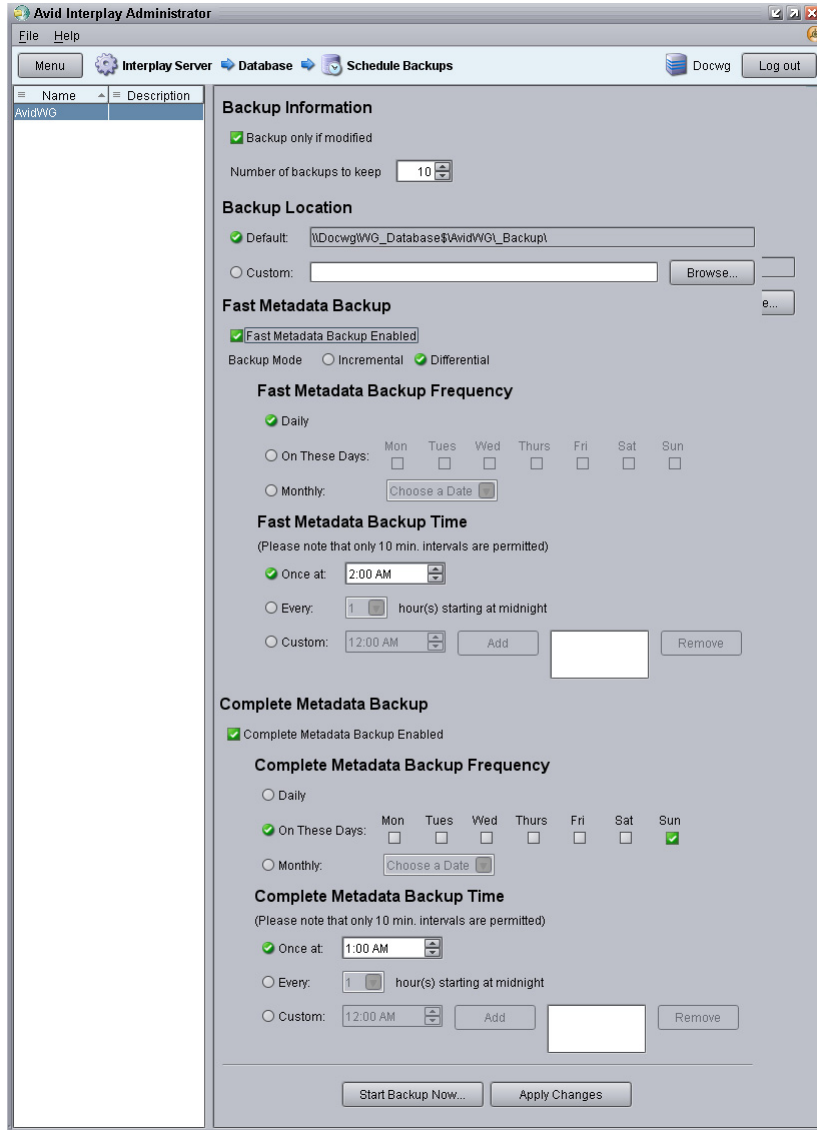 Avid Interplay Administrator
File Help
Menu Interplay Server Database Schedule Backups Docwg Log out
Name Description
AvidWG
Backup Information
Backup only if modified
Number of backups to keep 10
Backup Location
Default: \\Docwg\WG_Database$\AvidWG\_Backup\
Custom: Browse...
e...
Fast Metadata Backup
Fast Metadata Backup Enabled
Backup Mode Incremental Differential
Fast Metadata Backup Frequency
Daily
Mon Tues Wed Thurs Fri Sat Sun
On These Days:
Monthly: Choose a Date
Fast Metadata Backup Time
(Please note that only 10 min. intervals are permitted)
Once at: 2:00 AM
Every: 1 hour(s) starting at midnight
Custom: 12:00 AM Add Remove
Complete Metadata Backup
Complete Metadata Backup Enabled
Complete Metadata Backup Frequency
Daily
Mon Tues Wed Thurs Fri Sat Sun
On These Days:
Monthly: Choose a Date
Complete Metadata Backup Time
(Please note that only 10 min. intervals are permitted)
Once at: 1:00 AM
Every: 1 hour(s) starting at midnight
Custom: 12:00 AM Add Remove
Start Backup Now... Apply Changes